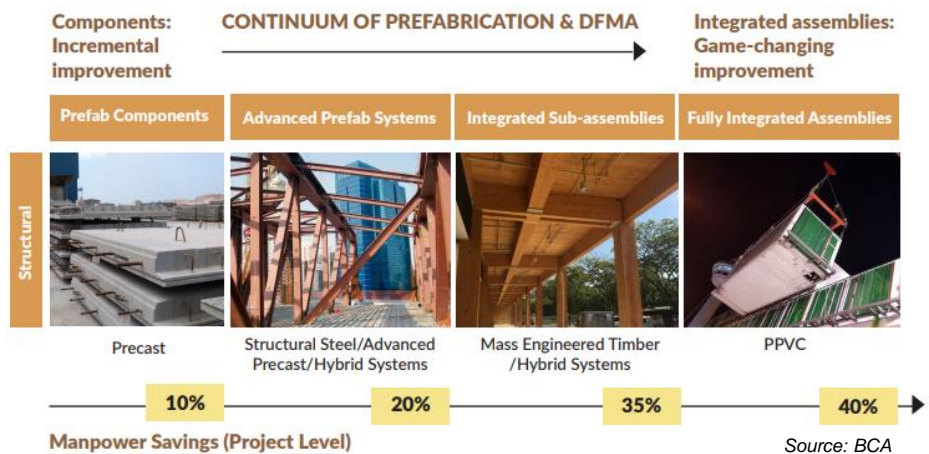 Components:
Incremental
improvement
CONTINUUM OF PREFABRICATION & DFMA
Integrated assemblies:
Game-changing
improvement
Prefab Components
Advanced Prefab Systems
Integrated Sub-assemblies
Fully Integrated Assemblies
Structural
Precast
Structural Steel/Advanced
Precast/Hybrid Systems
Mass Engineered Timber
/Hybrid Systems
PPVC
10%
20%
35%
40%
Manpower Savings (Project Level)
Source: BCA